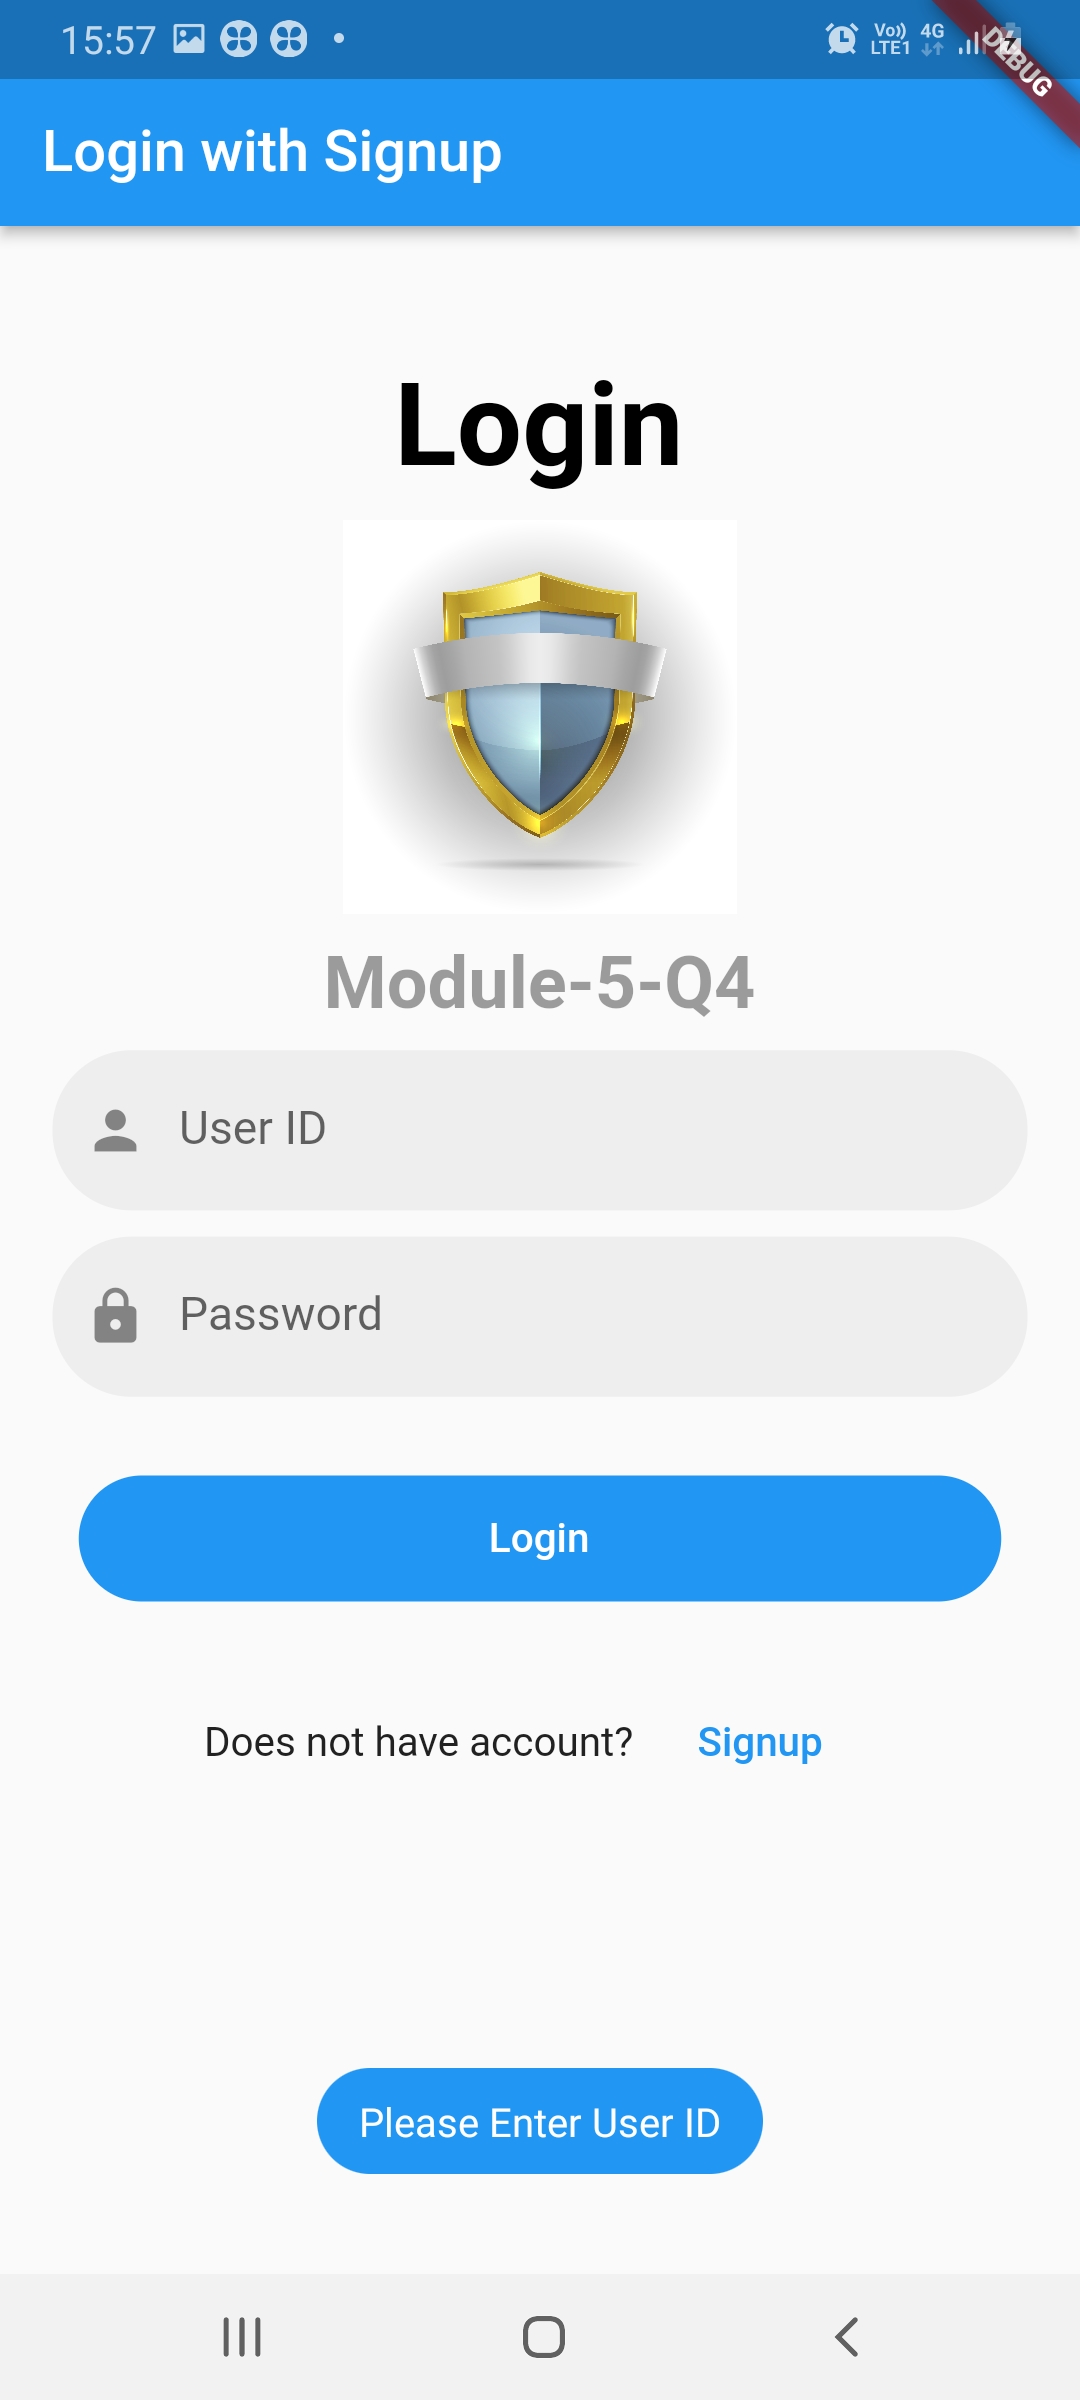 15:57
Vo)) 4G
LTE1
DEBUG
Login with Signup
Login
Module-5-Q4
User ID
Password
Login
Does not have account? Signup
Please Enter User ID